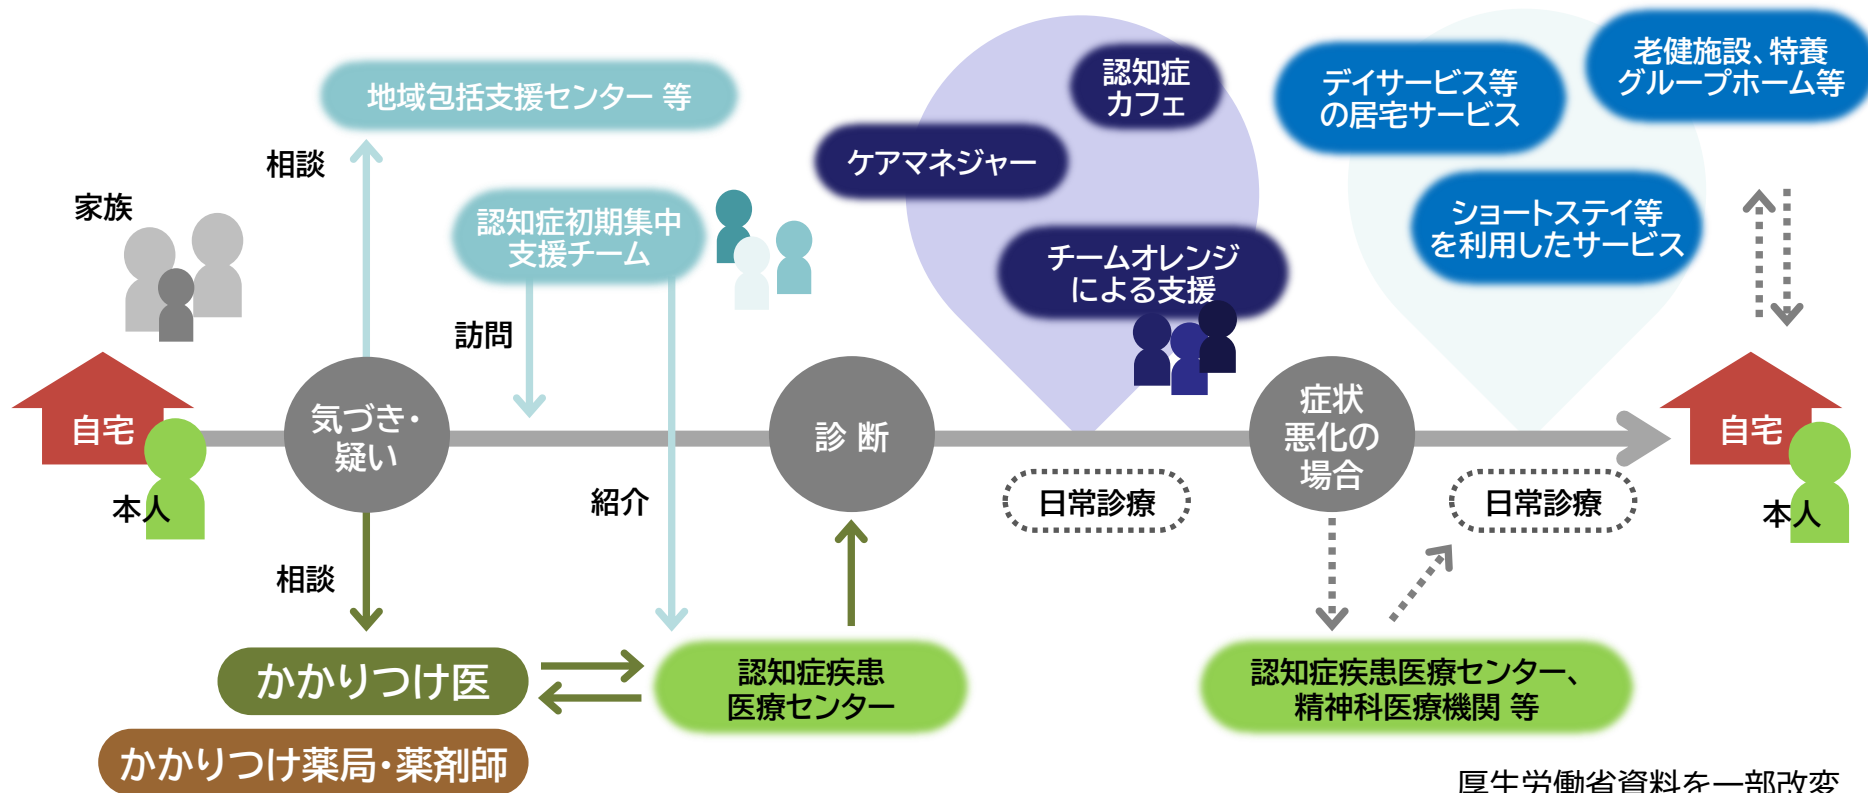 地域包括支援センター 等
認知症
カフェ
デイサービス等
の居宅サービス
老健施設、特養
グループホーム等
相談
ケアマネジャー
家族
認知症初期集中
支援チーム
ショートステイ等
を利用したサービス
チームオレンジ
による支援
訪問
自宅
気づき・
疑い
診 断
症状
悪化の
場合
自宅
本人
紹介
日常診療
日常診療
本人
相談
かかりつけ医
認知症疾患
医療センター
認知症疾患医療センター、
精神科医療機関 等
かかりつけ薬局・薬剤師
厚生労働省資料を一部改変